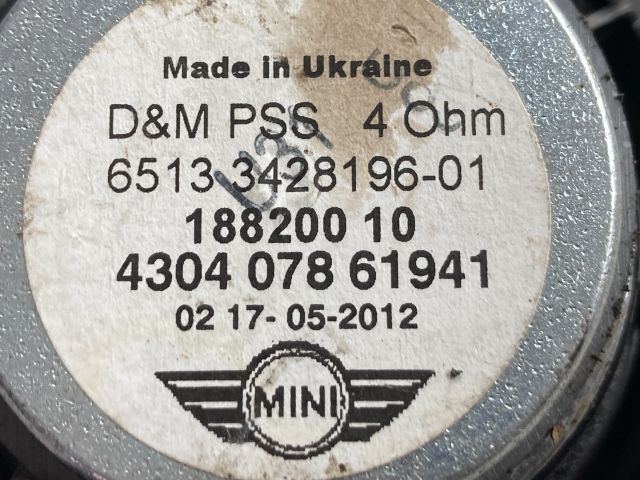 Made in Ukraine
D&M PSS 4 Ohm
6513 3428196-01
188200 10
4304 078 61941
02 17- 05-2012
MINI